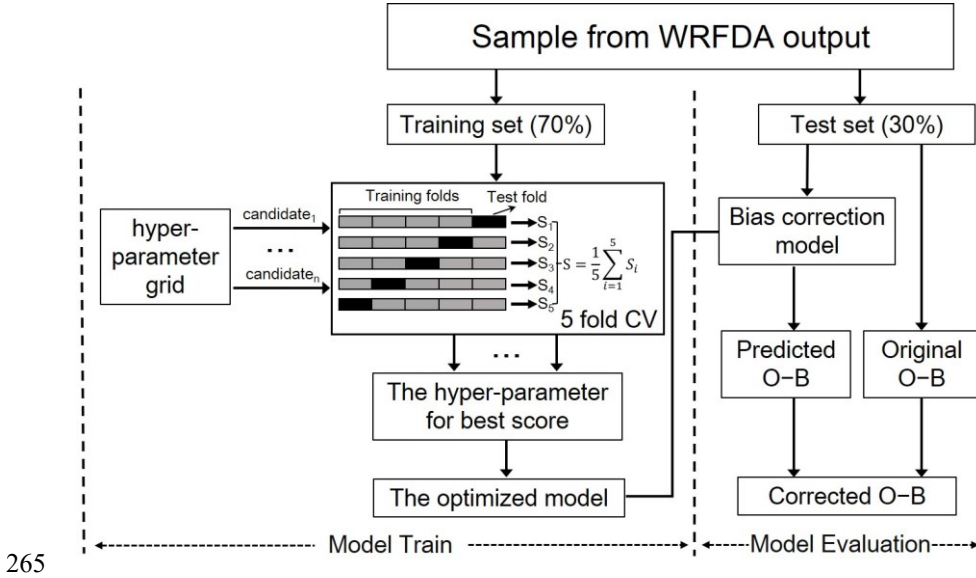 Sample from WRFDA output
Training set (70%)
Test set (30%)
hyper-
parameter
grid
candidate₁
...
candidateₙ
Training folds
Test fold
S₁
S₂
S₃
S₄
S₅
S = 1/5 ∑ᵢ₌₁⁵ Sᵢ
5 fold CV
...
The hyper-parameter
for best score
The optimized model
Bias correction
model
Predicted
O−B
Original
O−B
Corrected O−B
Model Train
Model Evaluation
265